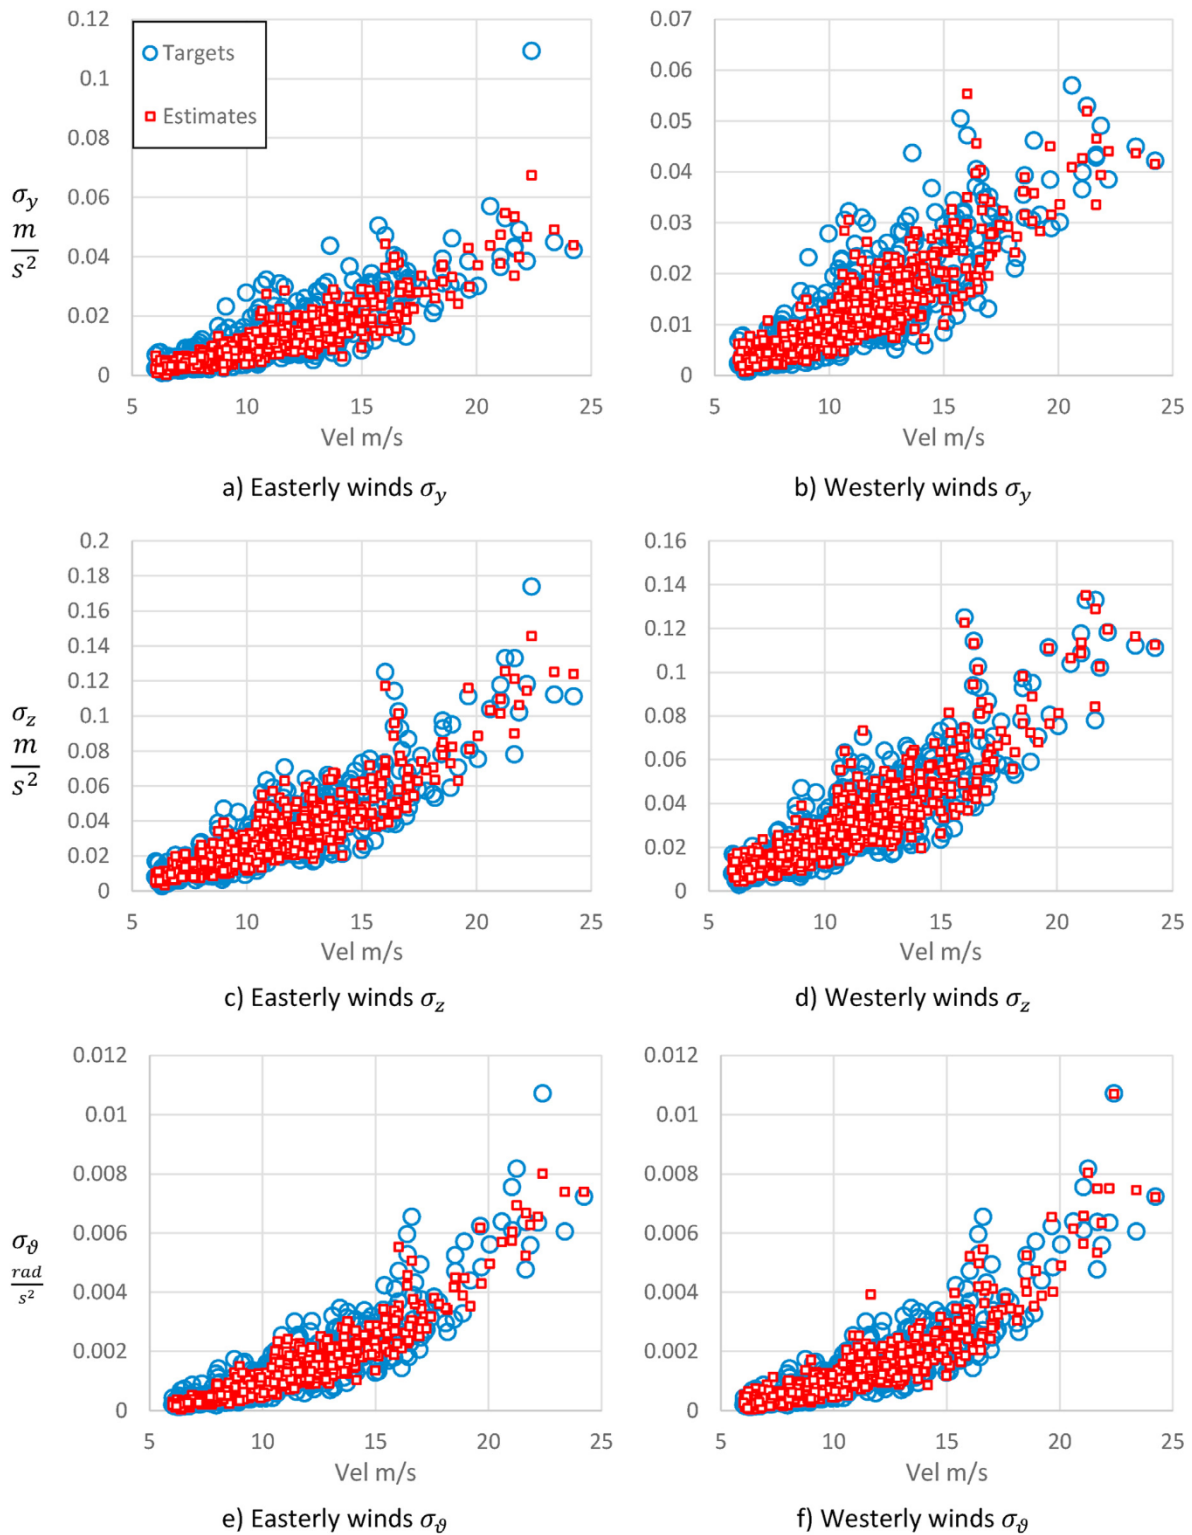 0.12
0.1
0.08
0.06
0.04
0.02
0
Targets
Estimates
σy
m
s²
5 10 15 20 25
Vel m/s
a) Easterly winds σy
0.07
0.06
0.05
0.04
0.03
0.02
0.01
0
5 10 15 20 25
Vel m/s
b) Westerly winds σy
0.2
0.18
0.16
0.14
0.12
0.1
0.08
0.06
0.04
0.02
0
σz
m
s²
5 10 15 20 25
Vel m/s
c) Easterly winds σz
0.16
0.14
0.12
0.1
0.08
0.06
0.04
0.02
0
5 10 15 20 25
Vel m/s
d) Westerly winds σz
0.012
0.01
0.008
0.006
0.004
0.002
0
σϑ
rad
s²
5 10 15 20 25
Vel m/s
e) Easterly winds σϑ
0.012
0.01
0.008
0.006
0.004
0.002
0
5 10 15 20 25
Vel m/s
f) Westerly winds σϑ